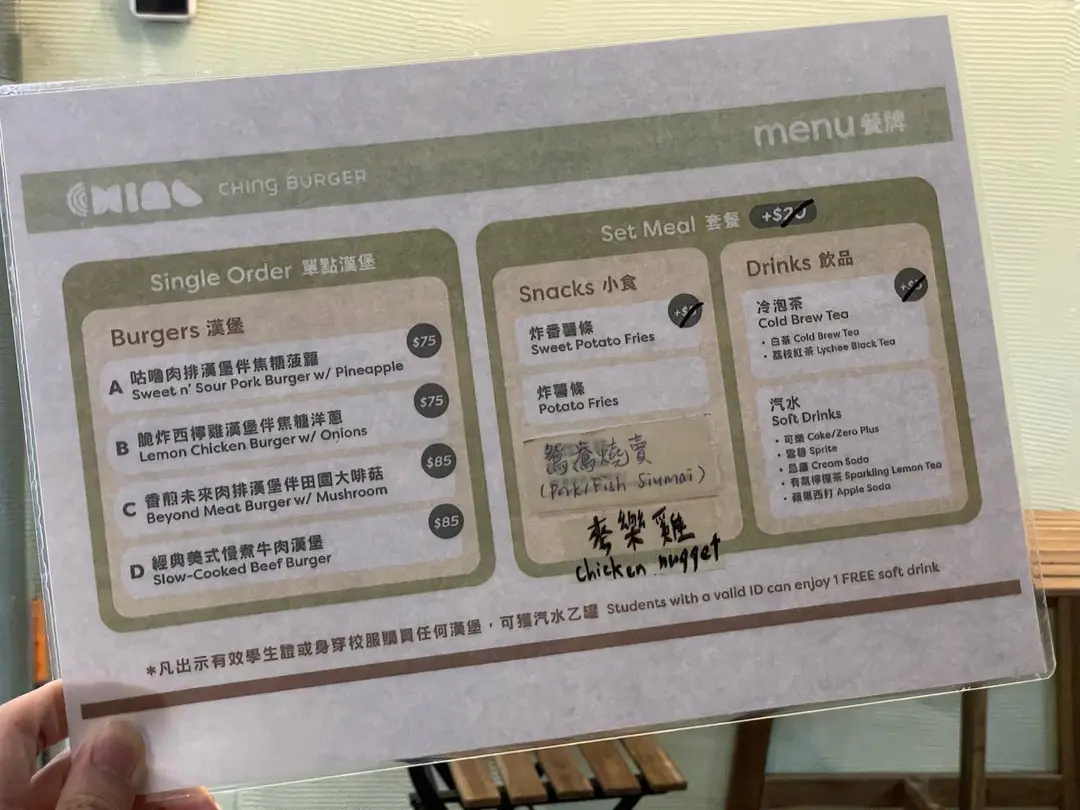 menu 餐牌
CHING BURGER
Single Order 單點漢堡
Burgers 漢堡
A 咕嚕肉排漢堡伴焦糖菠蘿 $75
Sweet n' Sour Pork Burger w/ Pineapple
B 脆炸西檸雞漢堡伴焦糖洋蔥 $75
Lemon Chicken Burger w/ Onions
C 香煎未來肉排漢堡伴田園大啡菇 $85
Beyond Meat Burger w/ Mushroom
D 經典美式慢煮牛肉漢堡 $85
Slow-Cooked Beef Burger
Set Meal 套餐 +$20
Snacks 小食
炸番薯條
Sweet Potato Fries
炸薯條
Potato Fries
鴛鴦燒賣
(Pork/Fish Siumai)
麥樂雞
Chicken nugget
Drinks 飲品
冷泡茶
Cold Brew Tea
• 白茶 Cold Brew Tea
• 荔枝紅茶 Lychee Black Tea
汽水
Soft Drinks
• 可樂 Coke/Zero Plus
• 雪碧 Sprite
• 忌廉 Cream Soda
• 有氣檸檬茶 Sparkling Lemon Tea
• 蘋果西打 Apple Soda
*凡出示有效學生證或身穿校服購買任何漢堡，可獲汽水乙罐 Students with a valid ID can enjoy 1 FREE soft drink